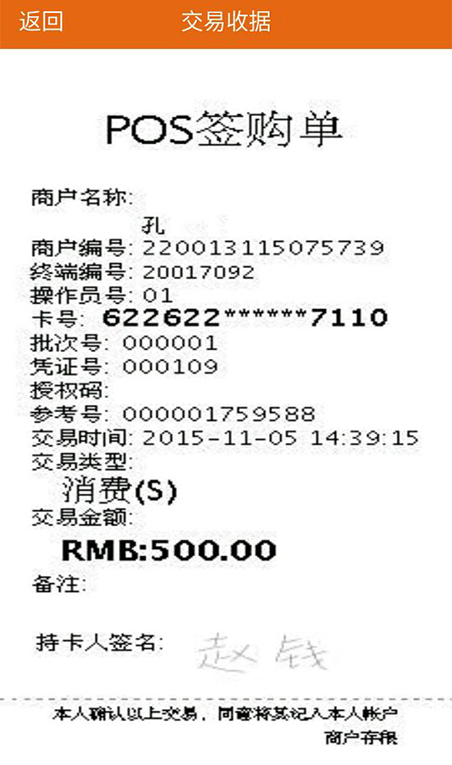 返回 交易收据
POS签购单
商户名称:
孔
商户编号: 220013115075739
终端编号: 20017092
操作员号: 01
卡号: 622622******7110
批次号: 000001
凭证号: 000109
授权码:
参考号: 000001759588
交易时间: 2015-11-05 14:39:15
交易类型:
消费(S)
交易金额:
RMB:500.00
备注:
持卡人签名: 赵钱
本人确认以上交易，同意将其记入本人帐户
商户存根